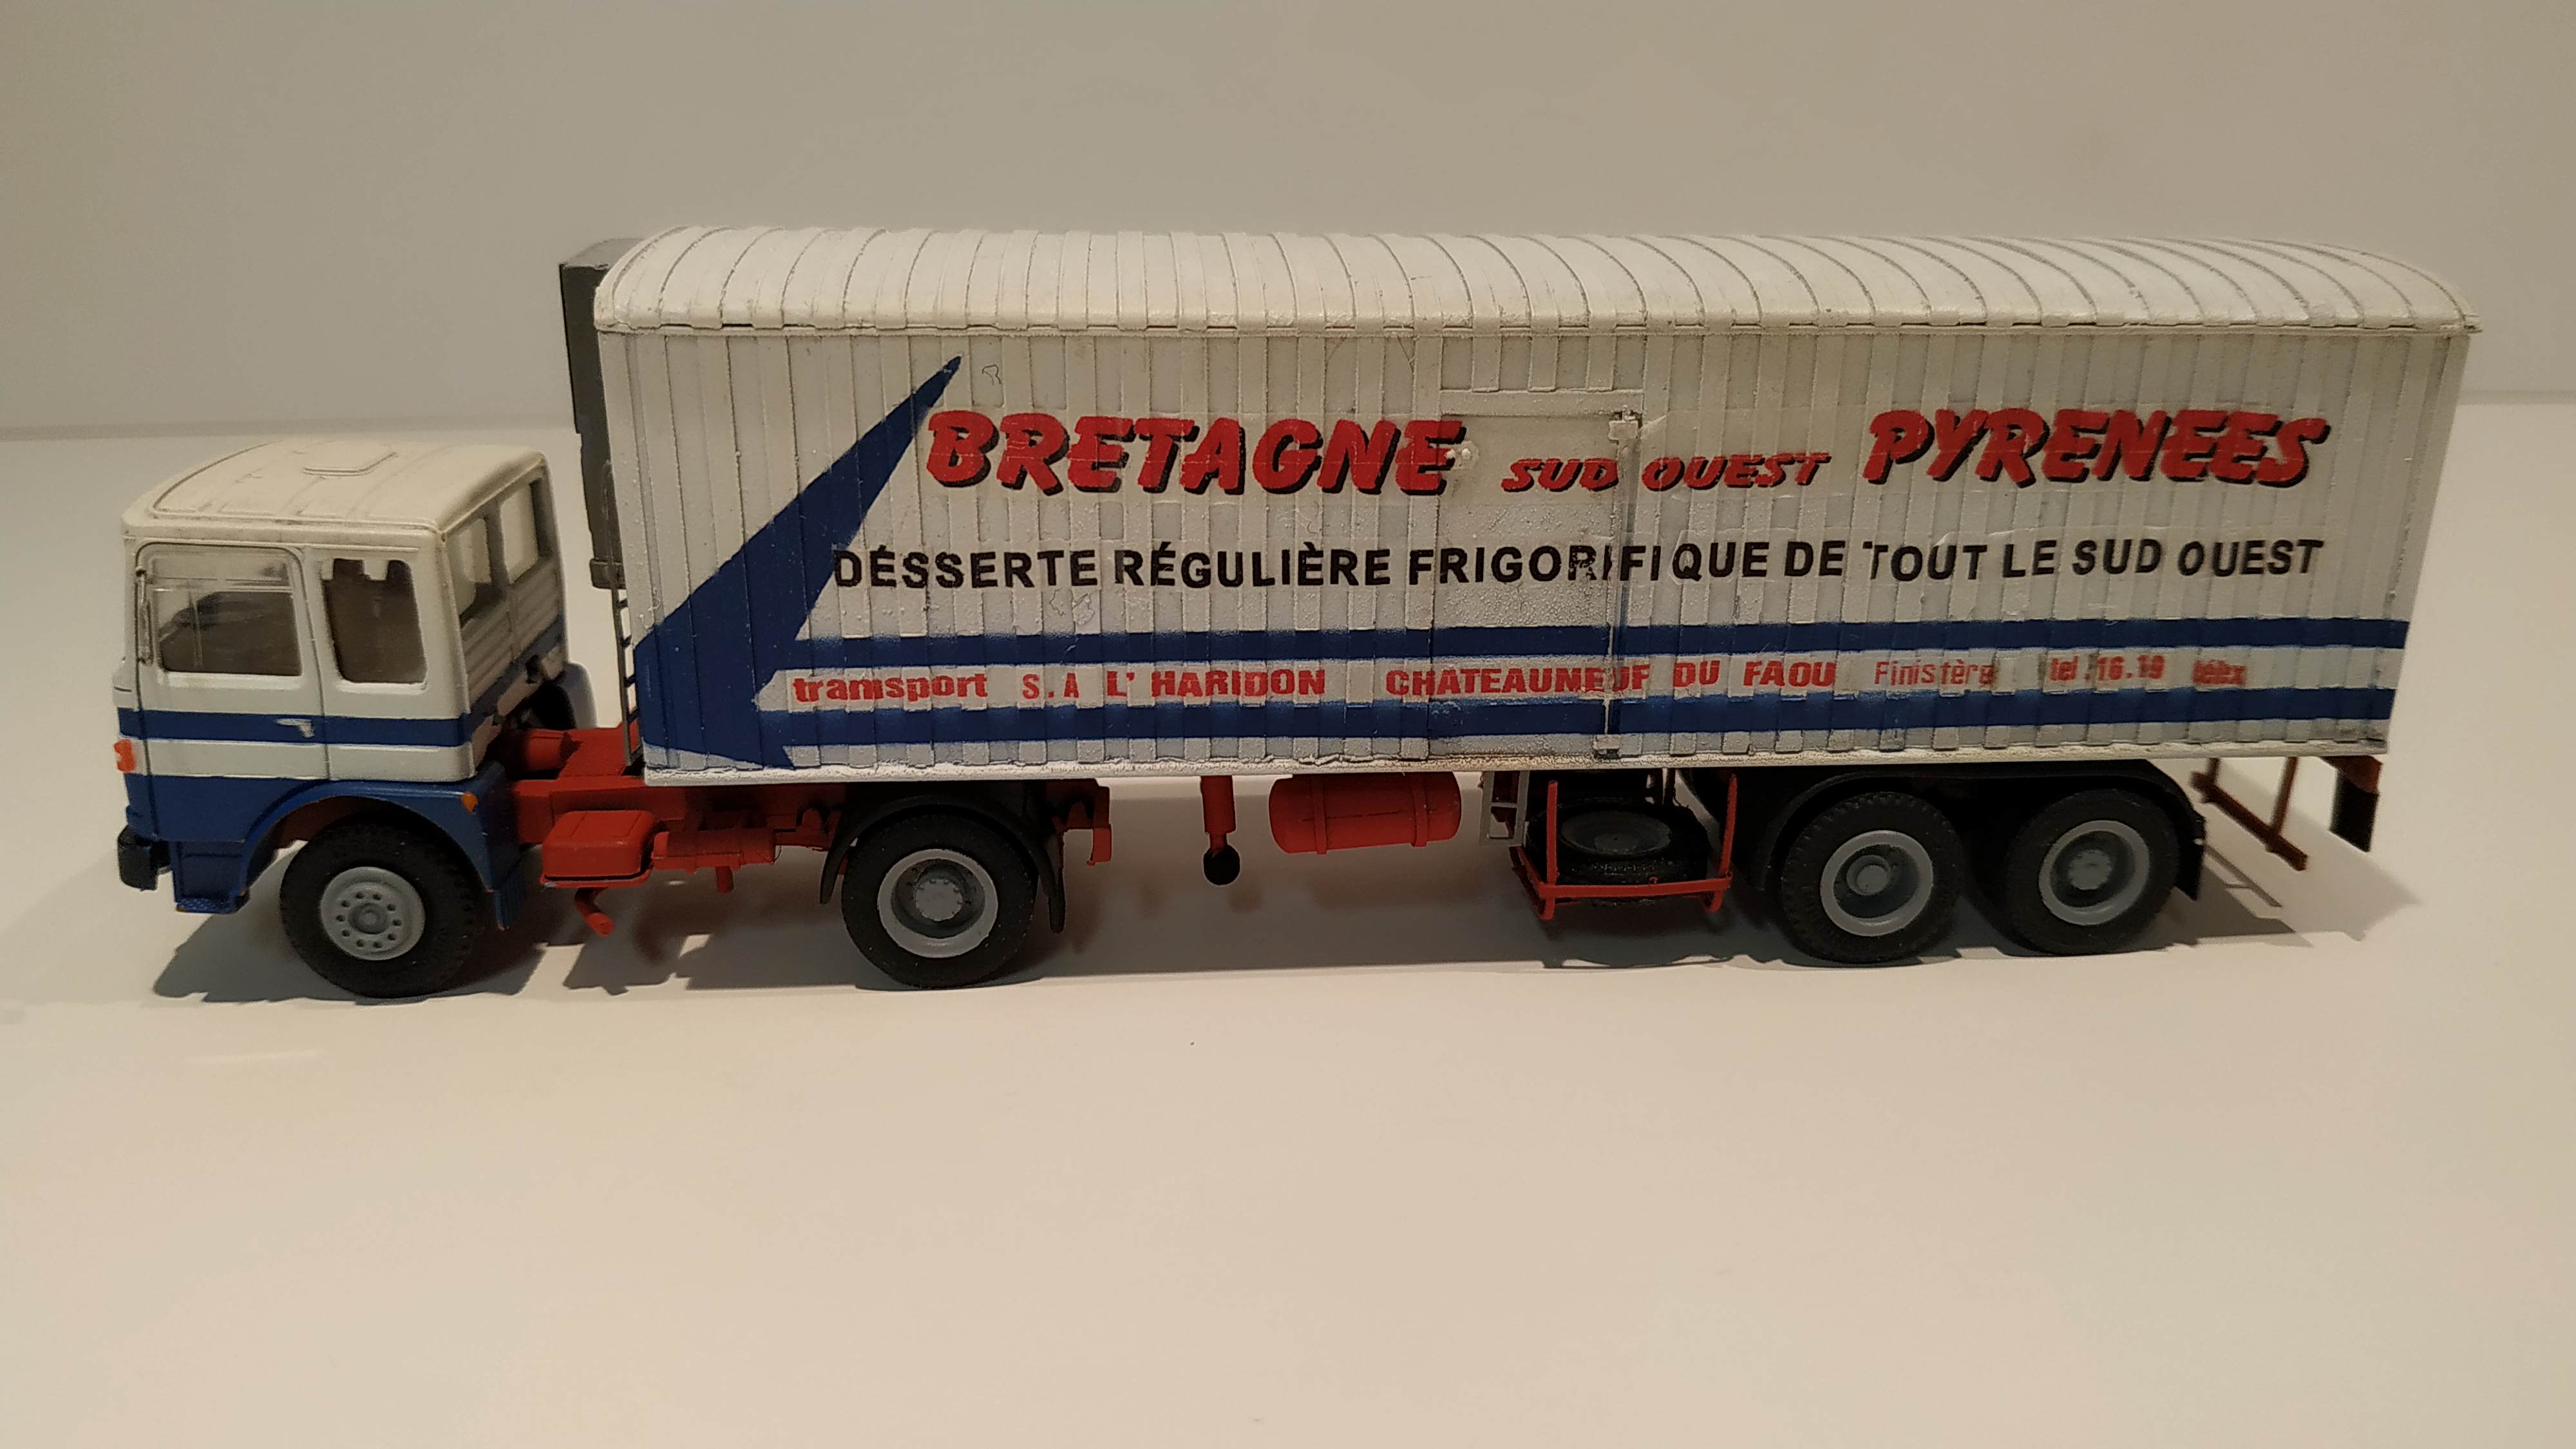 BRETAGNE SUD OUEST PYRENEES
DÉSSERTE RÉGULIÈRE FRIGORIFIQUE DE TOUT LE SUD OUEST
transport S.A L' HARIDON CHATEAUNEUF DU FAOU Finistère tel.16.19 télex